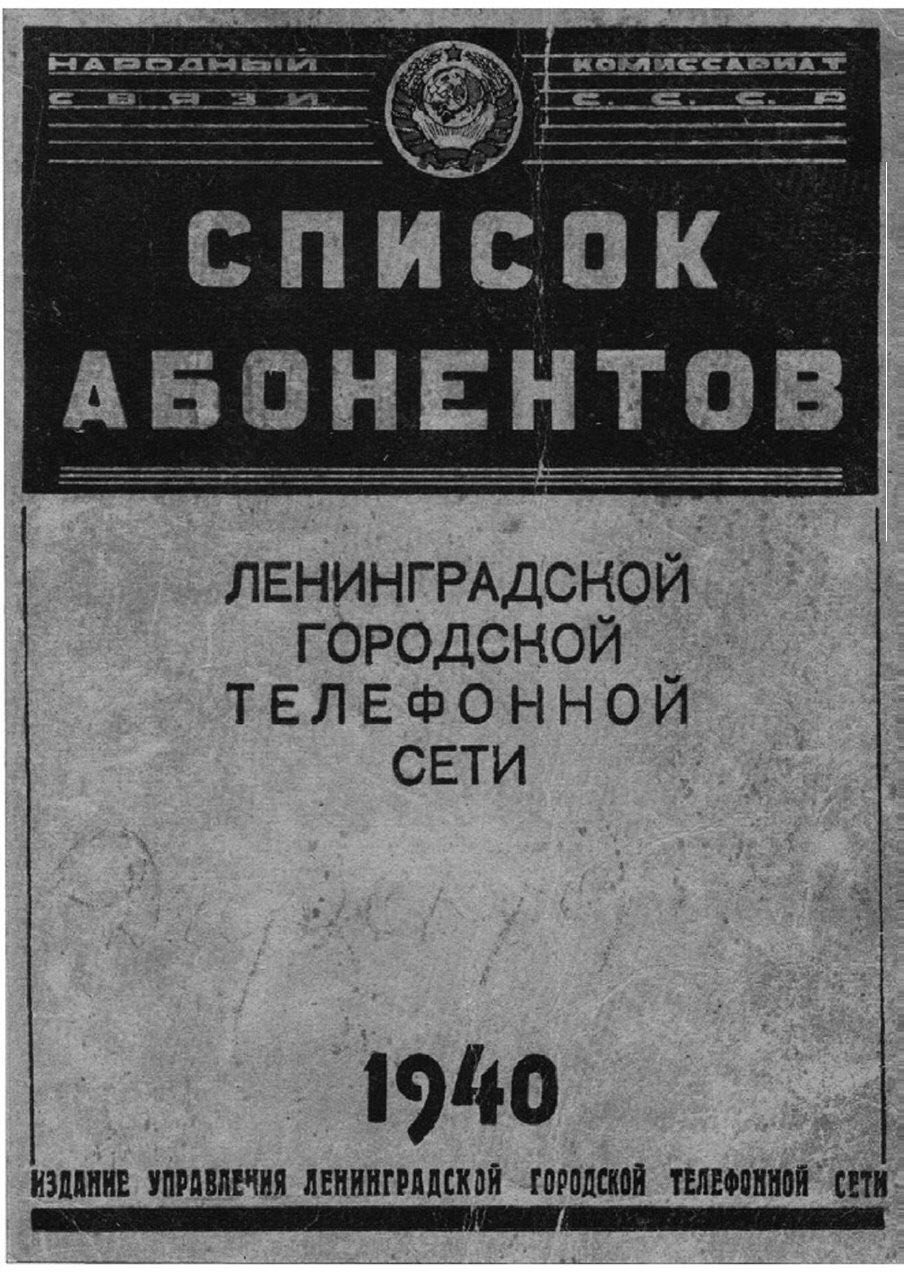 НАРОДНЫЙ КОМИССАРИАТ
СВЯЗИ С.С.С.Р
СПИСОК
АБОНЕНТОВ
ЛЕНИНГРАДСКОЙ
ГОРОДСКОЙ
ТЕЛЕФОННОЙ
СЕТИ
1940
ИЗДАНИЕ УПРАВЛЕНИЯ ЛЕНИНГРАДСКОЙ ГОРОДСКОЙ ТЕЛЕФОННОЙ СЕТИ